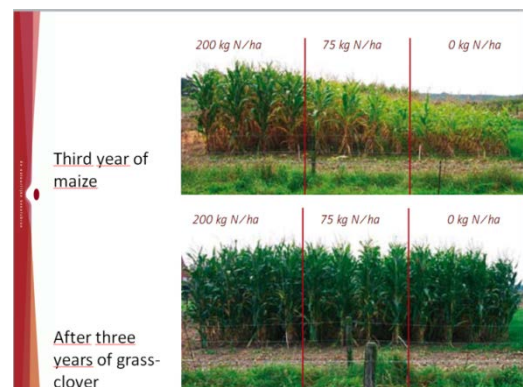 200 kg N/ha 75 kg N/ha 0 kg N/ha
Third year of
maize
200 kg N/ha 75 kg N/ha 0 kg N/ha
After three
years of grass-
clover